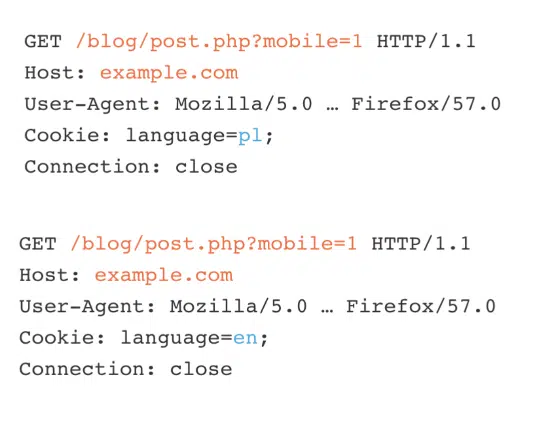 GET /blog/post.php?mobile=1 HTTP/1.1
Host: example.com
User-Agent: Mozilla/5.0 … Firefox/57.0
Cookie: language=pl;
Connection: close
GET /blog/post.php?mobile=1 HTTP/1.1
Host: example.com
User-Agent: Mozilla/5.0 … Firefox/57.0
Cookie: language=en;
Connection: close